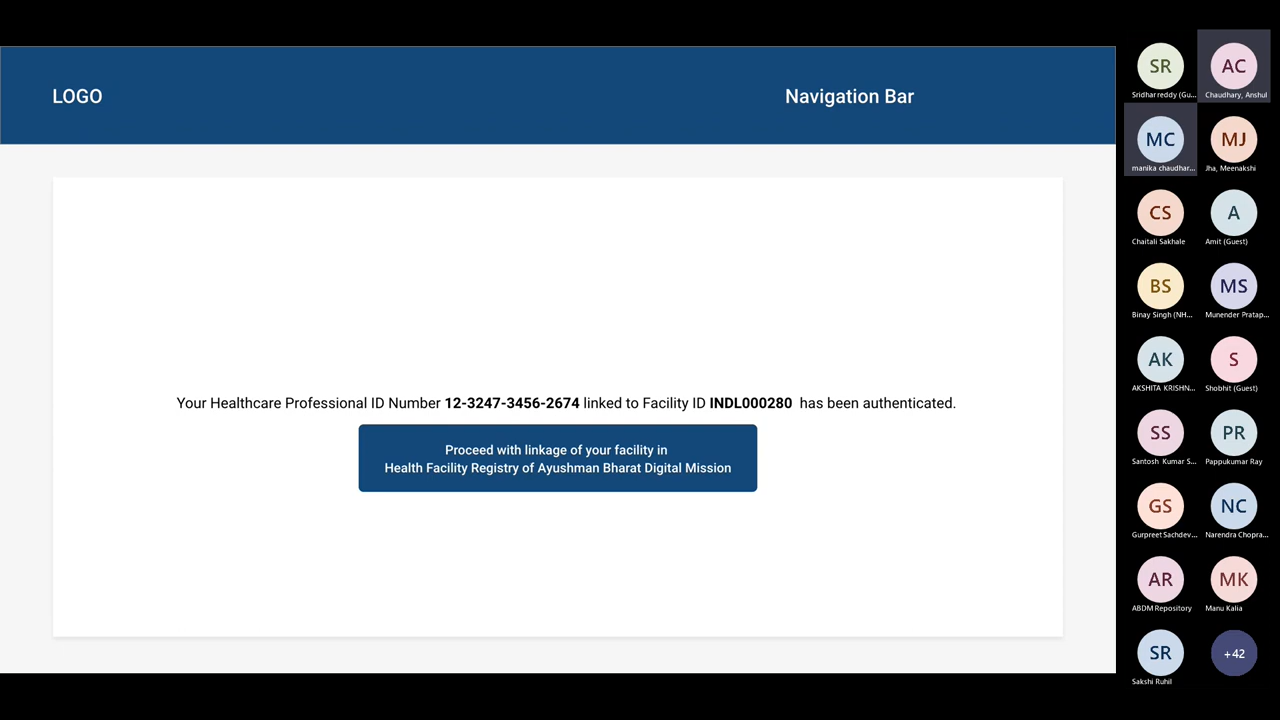 LOGO
Navigation Bar
Your Healthcare Professional ID Number 12-3247-3456-2674 linked to Facility ID INDL000280 has been authenticated.
Proceed with linkage of your facility in
Health Facility Registry of Ayushman Bharat Digital Mission
SR
Sridhar reddy (Gu...
AC
Chaudhary, Anshul
MC
manika chaudhar...
MJ
Jha, Meenakshi
CS
Chaitali Sakhale
A
Amit (Guest)
BS
Binay Singh (NH...
MS
Munender Pratap...
AK
AKSHITA KRISHN...
S
Shobhit (Guest)
SS
Santosh Kumar S...
PR
Pappukumar Ray
GS
Gurpreet Sachdev...
NC
Narendra Chopra...
AR
ABDM Repository
MK
Manu Kalia
SR
Sakshi Ruhil
+42